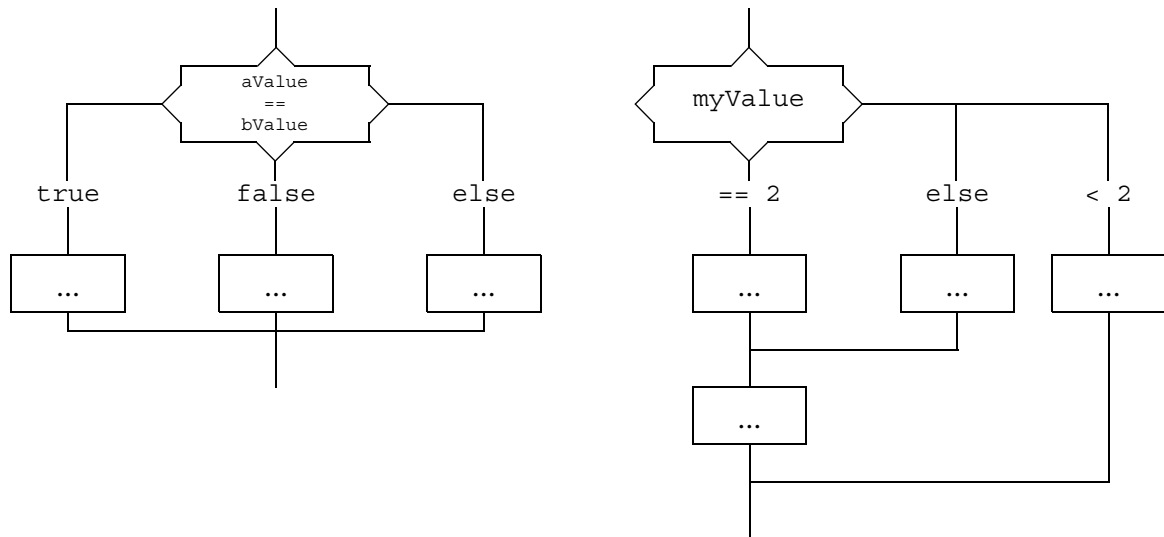 aValue
==
bValue
true false else
... ... ...
myValue
== 2 else < 2
... ... ...
...